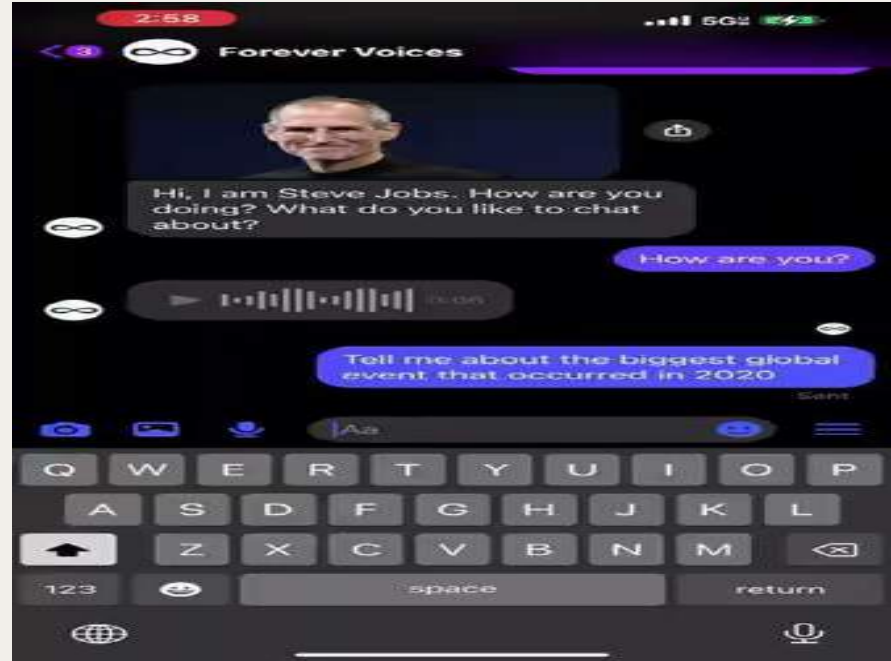 2:58
5G
3
Forever Voices
Hi, I am Steve Jobs. How are you
doing? What do you like to chat
about?
How are you?
Tell me about the biggest global
event that occurred in 2020
Sent
Aa
Q W E R T Y U I O P
A S D F G H J K L
Z X C V B N M
123 space return